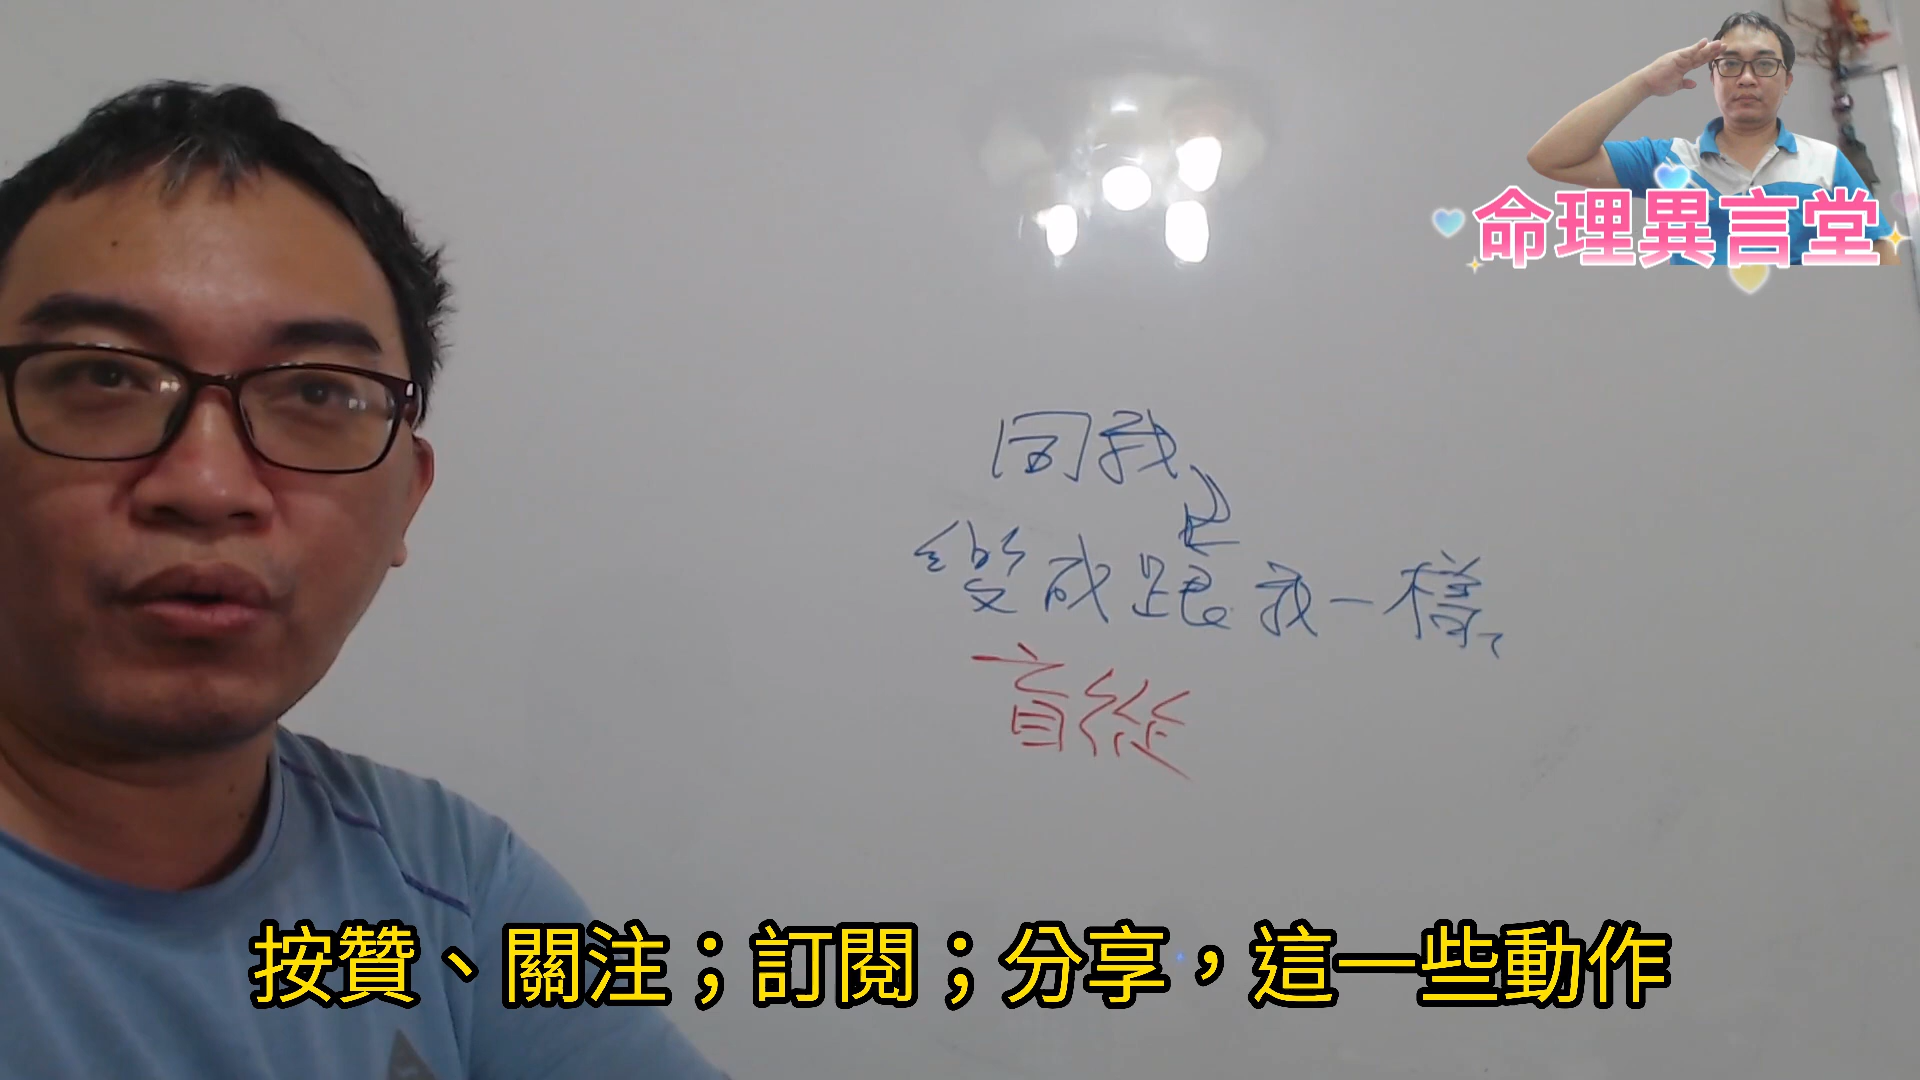 命理異言堂
同我
變成跟我一樣。
盲從
按贊、關注；訂閱；分享，這一些動作